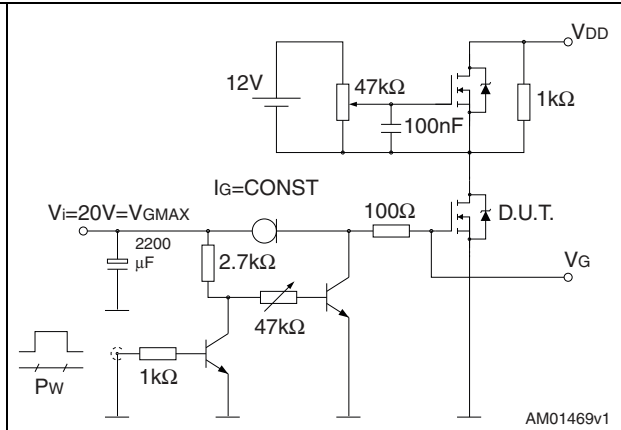 VDD
12V
47kΩ
1kΩ
100nF
IG=CONST
Vi=20V=VGMAX
100Ω
D.U.T.
2200
μF
2.7kΩ
VG
47kΩ
1kΩ
PW
AM01469v1